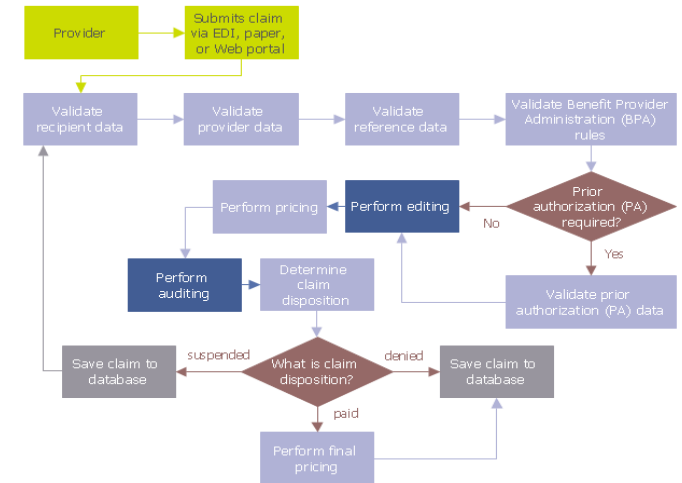 Provider
Submits claim
via EDI, paper,
or Web portal
Validate
recipient data
Validate
provider data
Validate
reference data
Validate Benefit Provider
Administration (BPA)
rules
Prior
authorization (PA)
required?
No
Yes
Perform editing
Perform pricing
Validate prior
authorization (PA) data
Perform
auditing
Determine
claim
disposition
What is claim
disposition?
suspended
denied
paid
Save claim to
database
Save claim to
database
Perform final
pricing